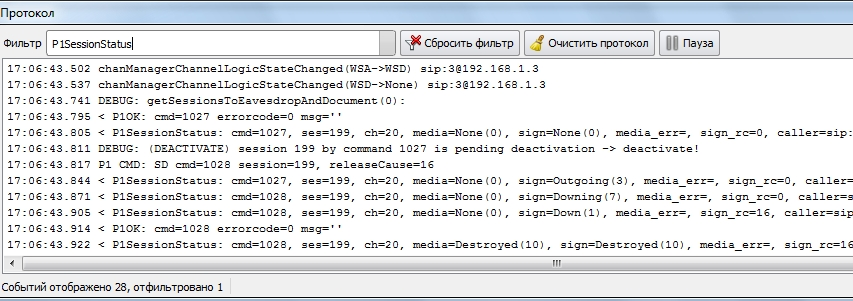 Протокол
Фильтр P1SessionStatus Сбросить фильтр Очистить протокол Пауза
17:06:43.502 chanManagerChannelLogicStateChanged(WSA->WSD) sip:3@192.168.1.3
17:06:43.537 chanManagerChannelLogicStateChanged(WSD->None) sip:3@192.168.1.3
17:06:43.741 DEBUG: getSessionsToEavesdropAndDocument(0):
17:06:43.795 < P1OK: cmd=1027 errorcode=0 msg=''
17:06:43.805 < P1SessionStatus: cmd=1027, ses=199, ch=20, media=None(0), sign=None(0), media_err=, sign_rc=0, caller=sip:
17:06:43.811 DEBUG: (DEACTIVATE) session 199 by command 1027 is pending deactivation -> deactivate!
17:06:43.817 P1 CMD: SD cmd=1028 session=199, releaseCause=16
17:06:43.844 < P1SessionStatus: cmd=1027, ses=199, ch=20, media=None(0), sign=Outgoing(3), media_err=, sign_rc=0, caller=
17:06:43.871 < P1SessionStatus: cmd=1028, ses=199, ch=20, media=None(0), sign=Downing(7), media_err=, sign_rc=0, caller=s
17:06:43.905 < P1SessionStatus: cmd=1028, ses=199, ch=20, media=None(0), sign=Down(1), media_err=, sign_rc=16, caller=sip
17:06:43.914 < P1OK: cmd=1028 errorcode=0 msg=''
17:06:43.922 < P1SessionStatus: cmd=1028, ses=199, ch=20, media=Destroyed(10), sign=Destroyed(10), media_err=, sign_rc=16
Событий отображено 28, отфильтровано 1